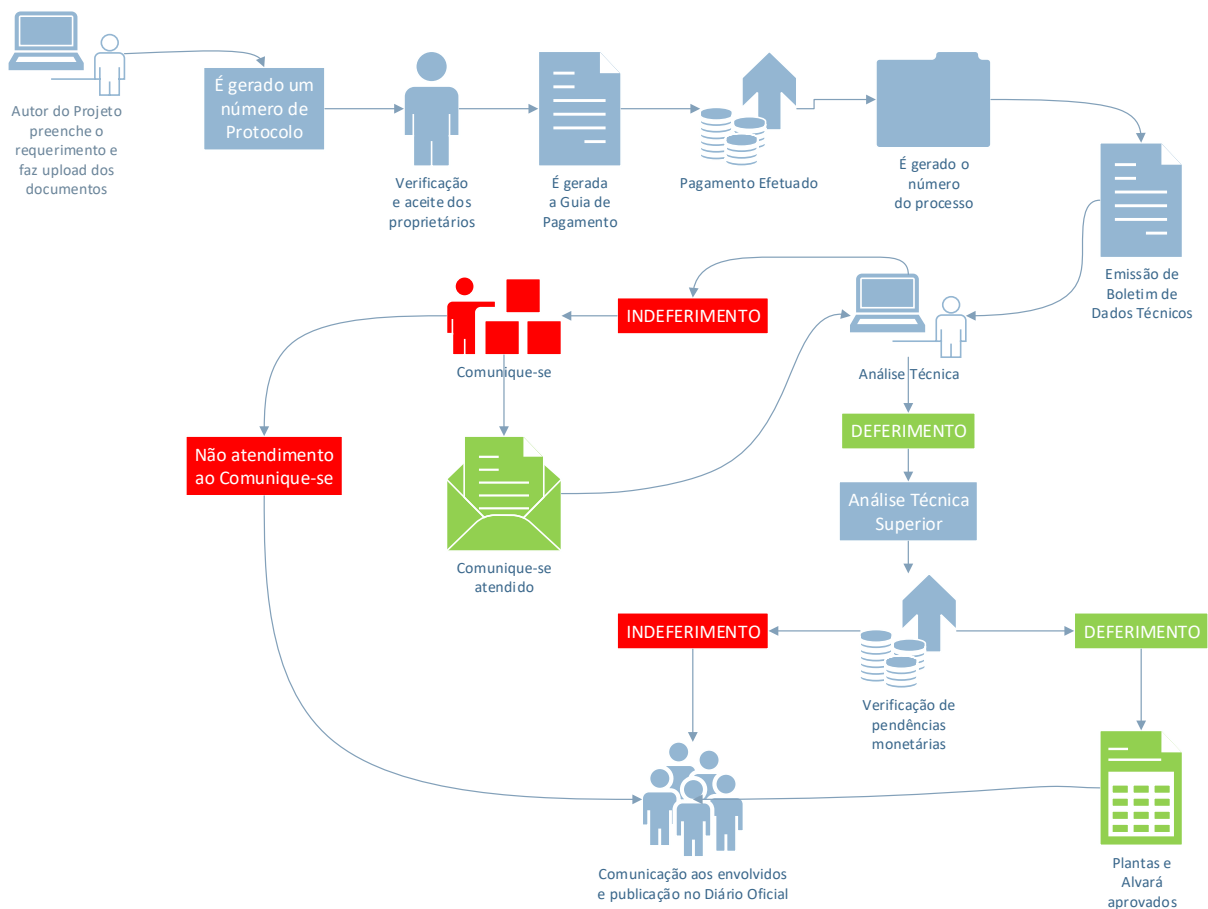 Autor do Projeto
preenche o
requerimento e
faz upload dos
documentos
É gerado um
número de
Protocolo
Verificação
e aceite dos
proprietários
É gerada
a Guia de
Pagamento
Pagamento Efetuado
É gerado o
número
do processo
Emissão de
Boletim de
Dados Técnicos
INDEFERIMENTO
Comunique-se
Análise Técnica
Não atendimento
ao Comunique-se
DEFERIMENTO
Análise Técnica
Superior
Comunique-se
atendido
INDEFERIMENTO
DEFERIMENTO
Verificação de
pendências
monetárias
Comunicação aos envolvidos
e publicação no Diário Oficial
Plantas e
Alvará
aprovados